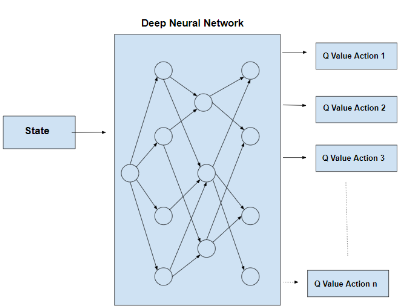 Deep Neural Network
State
Q Value Action 1
Q Value Action 2
Q Value Action 3
Q Value Action n